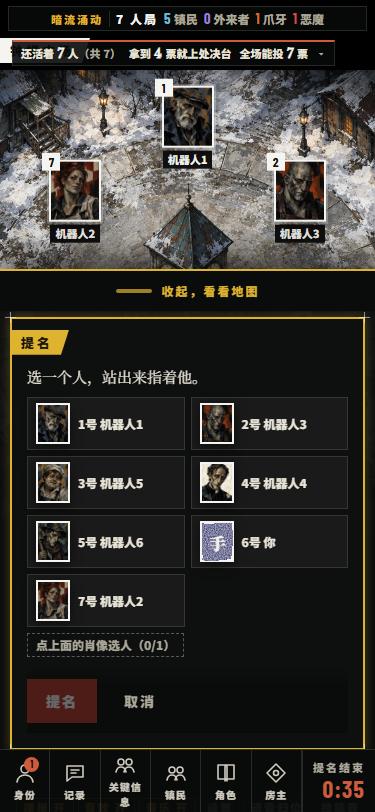 暗流涌动 7 人局 5 镇民 0 外来者 1 爪牙 1 恶魔
还活着 7 人 (共 7) 拿到 4 票就上处决台 全场能投 7 票
1
机器人1
7
机器人2
2
机器人3
收起，看看地图
提名
选一个人，站出来指着他。
1号 机器人1
2号 机器人3
3号 机器人5
4号 机器人4
5号 机器人6
手
6号 你
7号 机器人2
点上面的肖像选人（0/1）
提名
取消
1
身份
记录
关键信息
镇民
角色
房主
提名结束
0:35